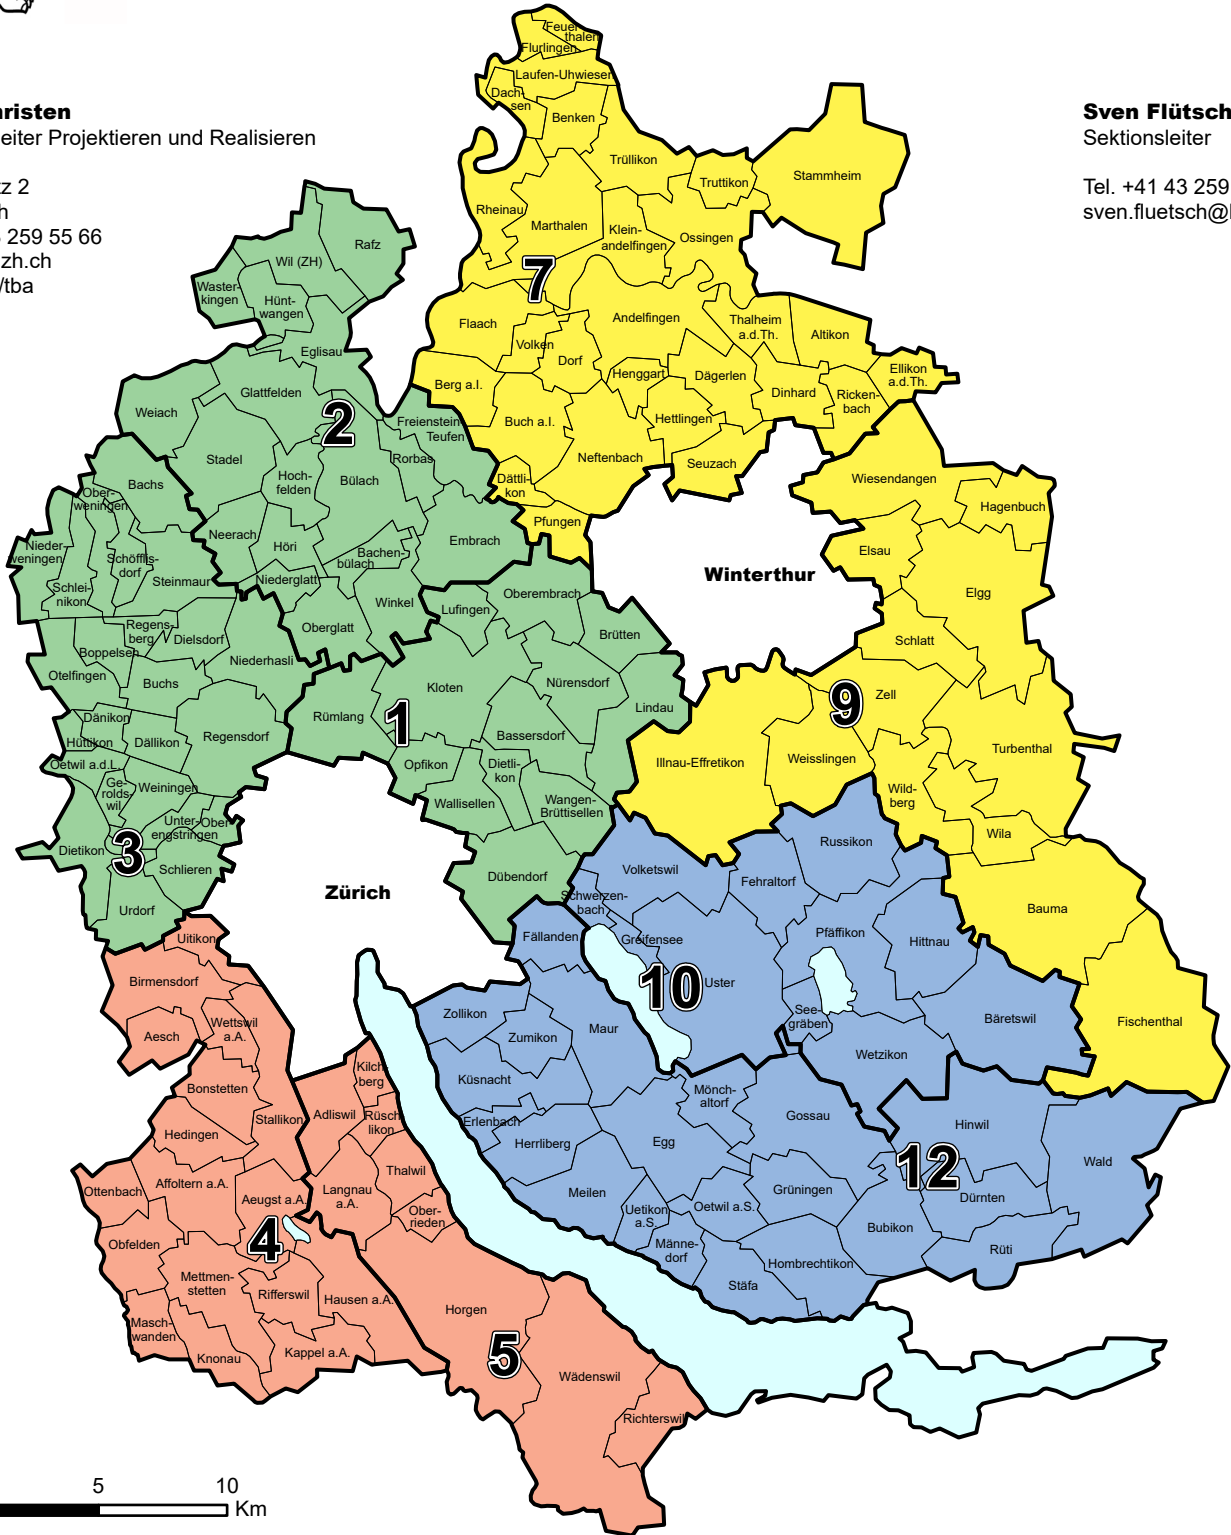 Sven Flütsch
Sektionsleiter
Tel. +41 43 259
sven.fluetsch@
risten
eiter Projektieren und Realisieren
z 2
h
259 55 66
zh.ch
/tba
Feuer-
thalen
Flurlingen
Laufen-Uhwiesen
Dach-
sen
Benken
Trüllikon
Truttikon
Stammheim
Rheinau
Marthalen
Klein-
andelfingen
Ossingen
7
Flaach
Volken
Dorf
Andelfingen
Thalheim
a.d.Th.
Altikon
Ellikon
a.d.Th.
Berg a.I.
Henggart
Dägerlen
Dinhard
Ricken-
bach
Buch a.I.
Hettlingen
Neftenbach
Seuzach
Dättli-
kon
Pfungen
Rafz
Wil (ZH)
Waster-
kingen
Hünt-
wangen
Eglisau
Glattfelden
Weiach
2
Freienstein-
Teufen
Rorbas
Stadel
Hoch-
felden
Bülach
Bachs
Neerach
Höri
Bachen-
bülach
Embrach
Niederglatt
Winkel
Oberglatt
Ober-
weningen
Nieder-
weningen
Schöfflis-
dorf
Steinmaur
Schlei-
nikon
Regens-
berg
Dielsdorf
Boppelsen
Niederhasli
Otelfingen
Buchs
Dänikon
Hüttikon
Dällikon
Regensdorf
Oetwil a.d.L.
Ge-
rolds-
wil
Weiningen
Unter-
engstringen
Ober-
Dietikon
3
Schlieren
Urdorf
Lufingen
Oberembrach
Brütten
Kloten
Nürensdorf
Lindau
Rümlang
1
Bassersdorf
Opfikon
Dietli-
kon
Wallisellen
Wangen-
Brüttisellen
Dübendorf
Winterthur
Zürich
Wiesendangen
Hagenbuch
Elsau
Elgg
Schlatt
Zell
9
Turbenthal
Illnau-Effretikon
Weisslingen
Wild-
berg
Wila
Bauma
Fischenthal
Russikon
Volketswil
Fehraltorf
Schwerzen-
bach
Fällanden
Greifensee
Pfäffikon
Hittnau
10
Uster
See-
gräben
Bäretswil
Wetzikon
Zollikon
Zumikon
Maur
Küsnacht
Mönch-
altorf
Gossau
Erlenbach
Herrliberg
Egg
Hinwil
12
Wald
Meilen
Uetikon
a.S.
Oetwil a.S.
Grüningen
Dürnten
Bubikon
Männe-
dorf
Hombrechtikon
Rüti
Stäfa
Uitikon
Birmensdorf
Aesch
Wettswil
a.A.
Bonstetten
Stallikon
Hedingen
Affoltern a.A.
Ottenbach
Aeugst a.A.
Obfelden
4
Mettmen-
stetten
Rifferswil
Hausen a.A.
Masch-
wanden
Knonau
Kappel a.A.
Kilch-
berg
Adliswil
Rüsch-
likon
Thalwil
Langnau
a.A.
Ober-
rieden
Horgen
5
Wädenswil
Richterswil
5
10
Km